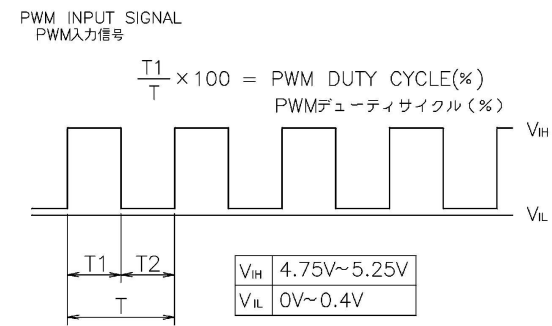 PWM INPUT SIGNAL
PWM入力信号
T1/T ×100 = PWM DUTY CYCLE(%)
PWMデューティサイクル（%）
VIH
VIL
T1 T2
T
VIH 4.75V~5.25V
VIL 0V~0.4V